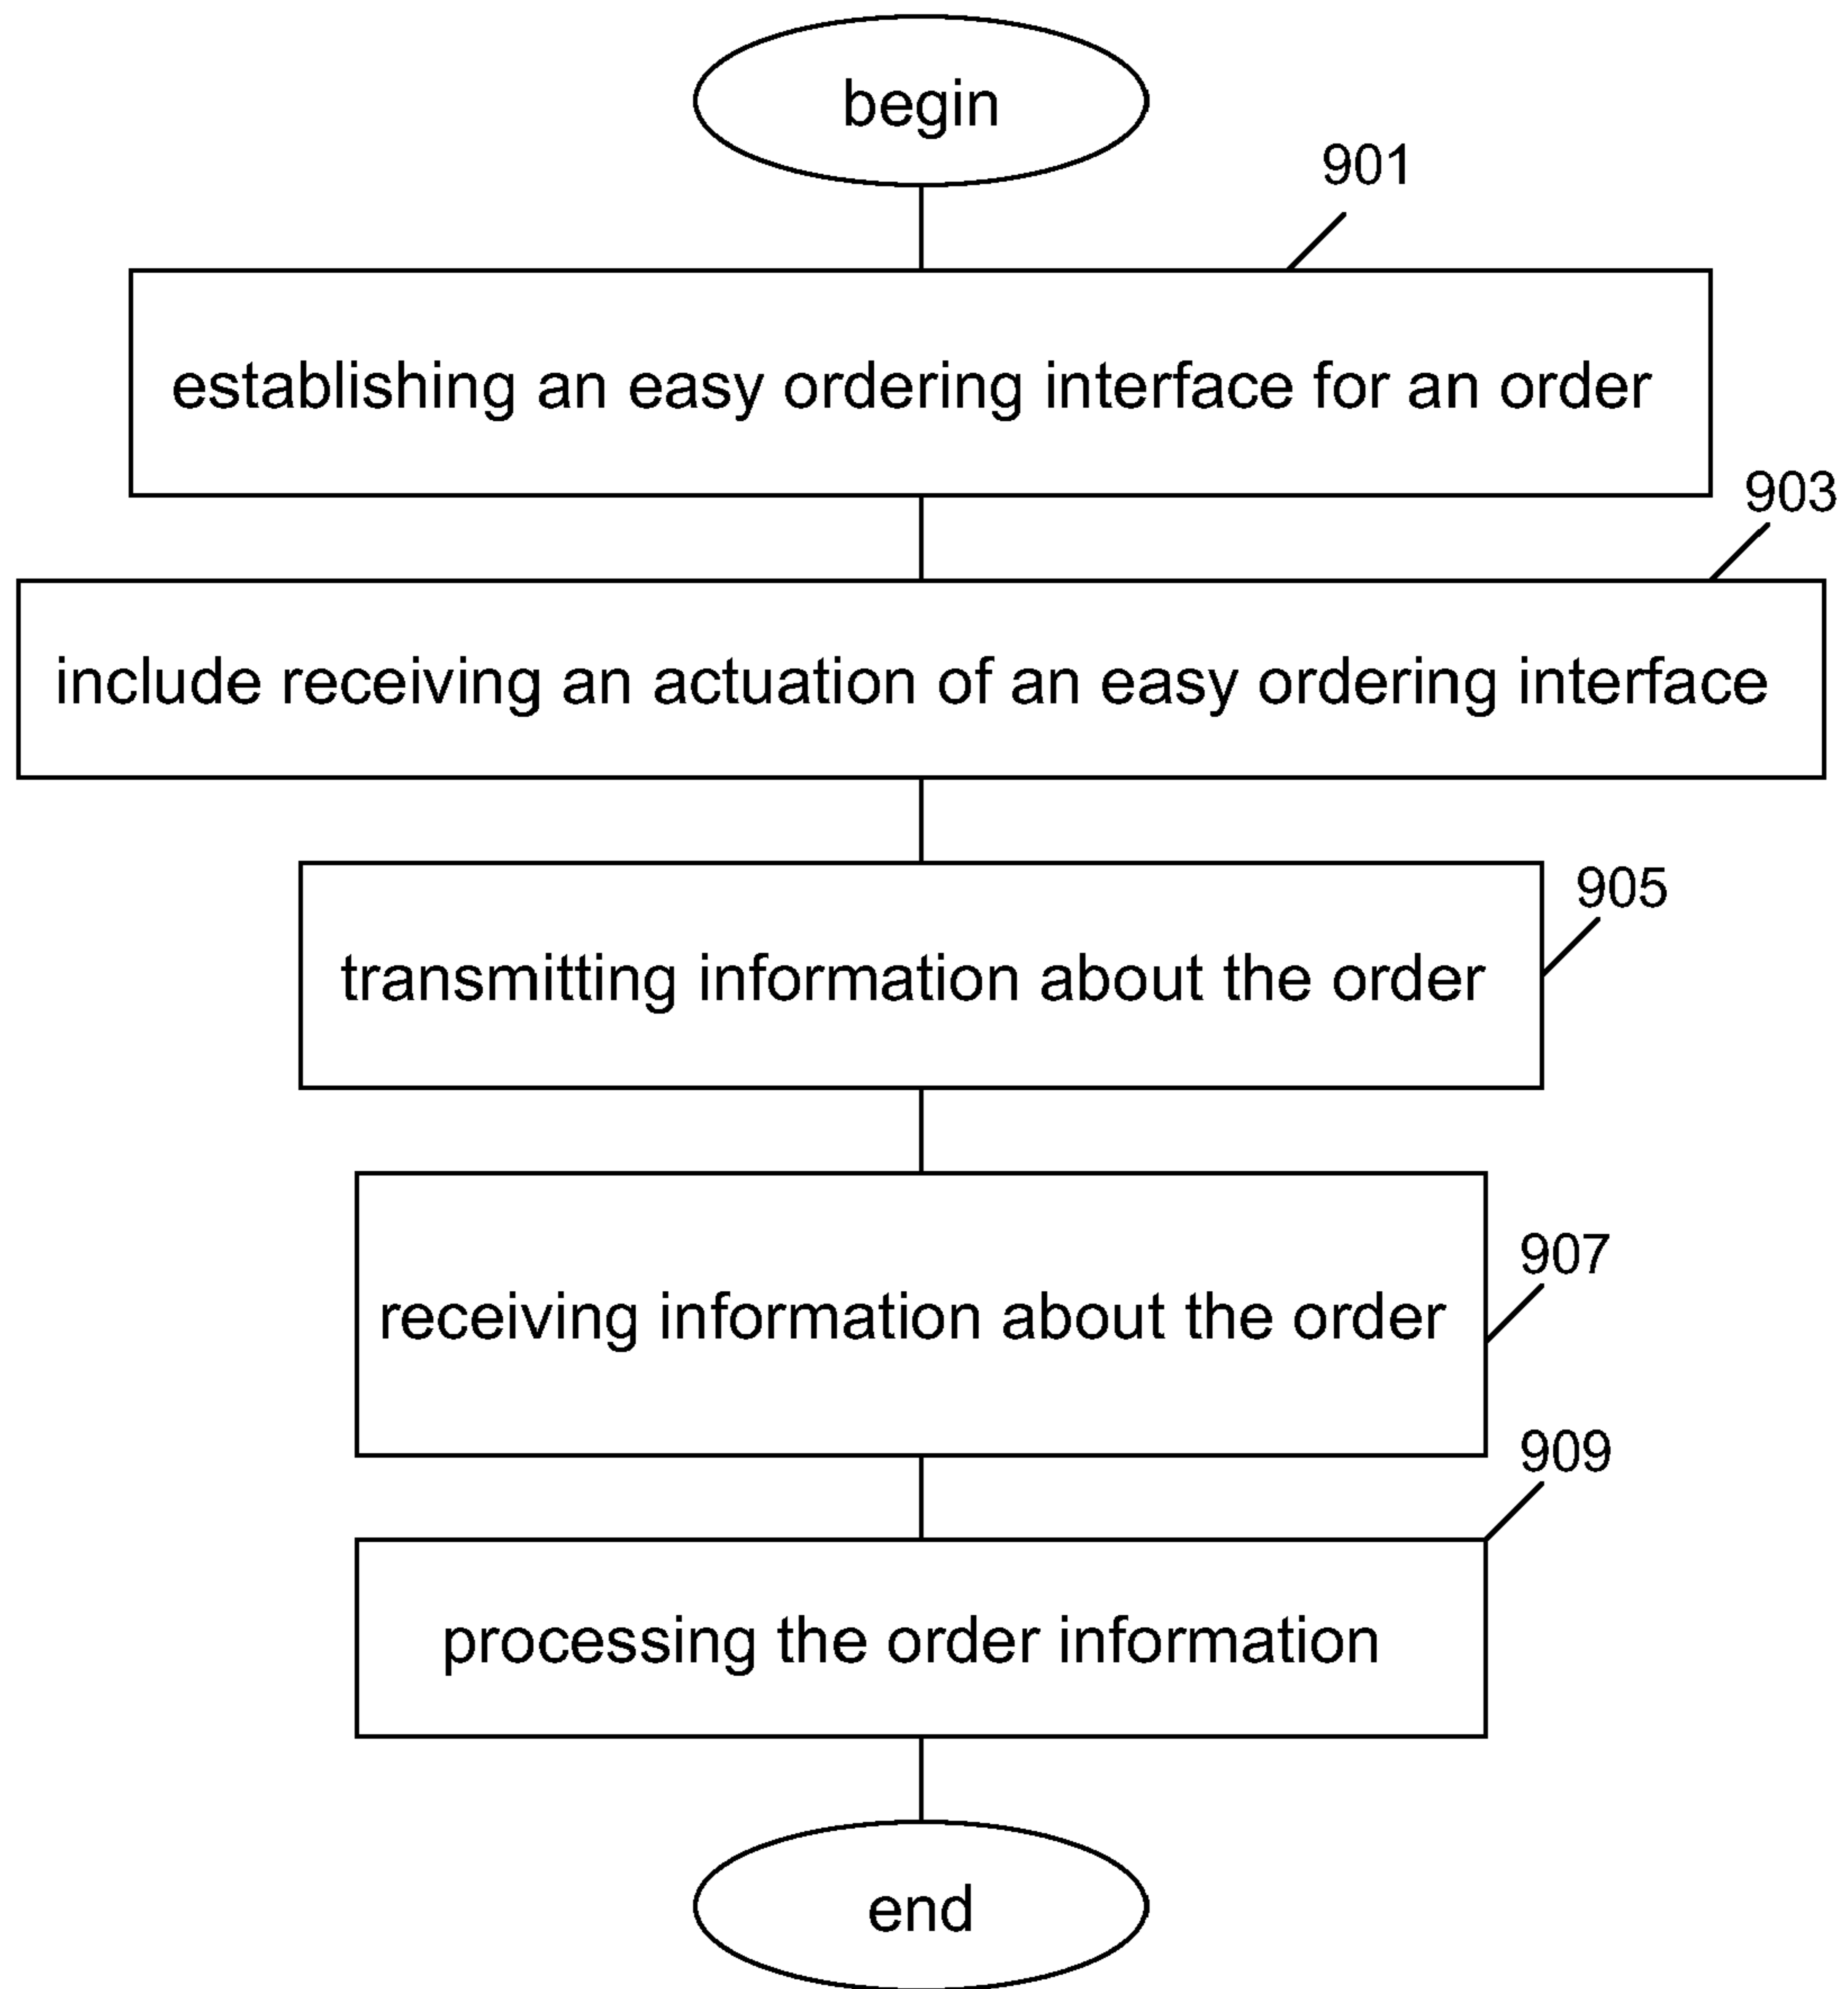 begin
901
establishing an easy ordering interface for an order
903
include receiving an actuation of an easy ordering interface
905
transmitting information about the order
907
receiving information about the order
909
processing the order information
end